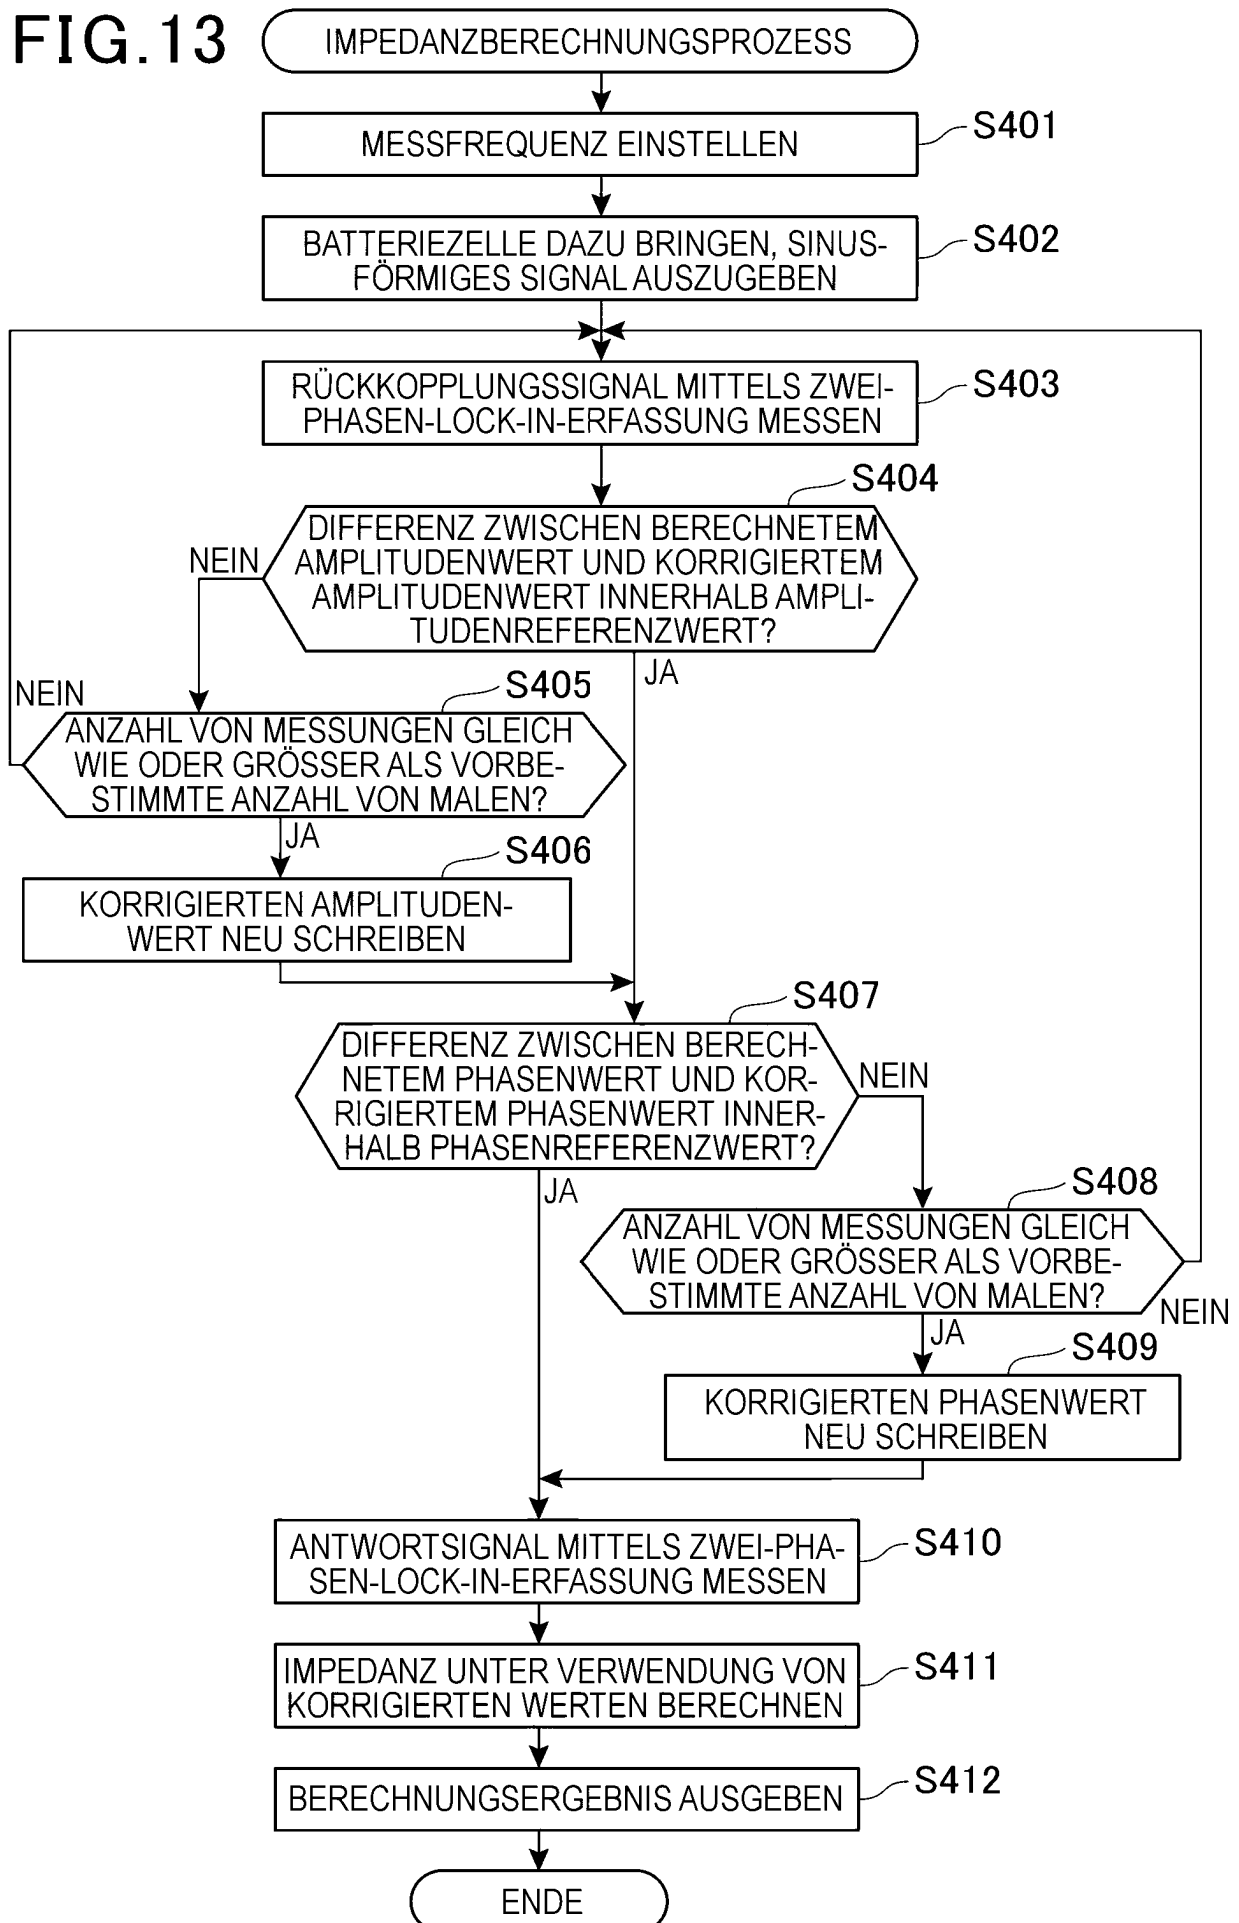 FIG.13
IMPEDANZBERECHNUNGSPROZESS
MESSFREQUENZ EINSTELLEN
S401
BATTERIEZELLE DAZU BRINGEN, SINUS-
FÖRMIGES SIGNAL AUSZUGEBEN
S402
RÜCKKOPPLUNGSSIGNAL MITTELS ZWEI-
PHASEN-LOCK-IN-ERFASSUNG MESSEN
S403
S404
DIFFERENZ ZWISCHEN BERECHNETEM
AMPLITUDENWERT UND KORRIGIERTEM
AMPLITUDENWERT INNERHALB AMPLI-
TUDENREFERENZWERT?
NEIN
JA
S405
NEIN
ANZAHL VON MESSUNGEN GLEICH
WIE ODER GRÖSSER ALS VORBE-
STIMMTE ANZAHL VON MALEN?
JA
S406
KORRIGIERTEN AMPLITUDEN-
WERT NEU SCHREIBEN
S407
DIFFERENZ ZWISCHEN BERECH-
NETEM PHASENWERT UND KOR-
RIGIERTEM PHASENWERT INNER-
HALB PHASENREFERENZWERT?
NEIN
JA
S408
ANZAHL VON MESSUNGEN GLEICH
WIE ODER GRÖSSER ALS VORBE-
STIMMTE ANZAHL VON MALEN?
NEIN
JA
S409
KORRIGIERTEN PHASENWERT
NEU SCHREIBEN
ANTWORTSIGNAL MITTELS ZWEI-PHA-
SEN-LOCK-IN-ERFASSUNG MESSEN
S410
IMPEDANZ UNTER VERWENDUNG VON
KORRIGIERTEN WERTEN BERECHNEN
S411
BERECHNUNGSERGEBNIS AUSGEBEN
S412
ENDE